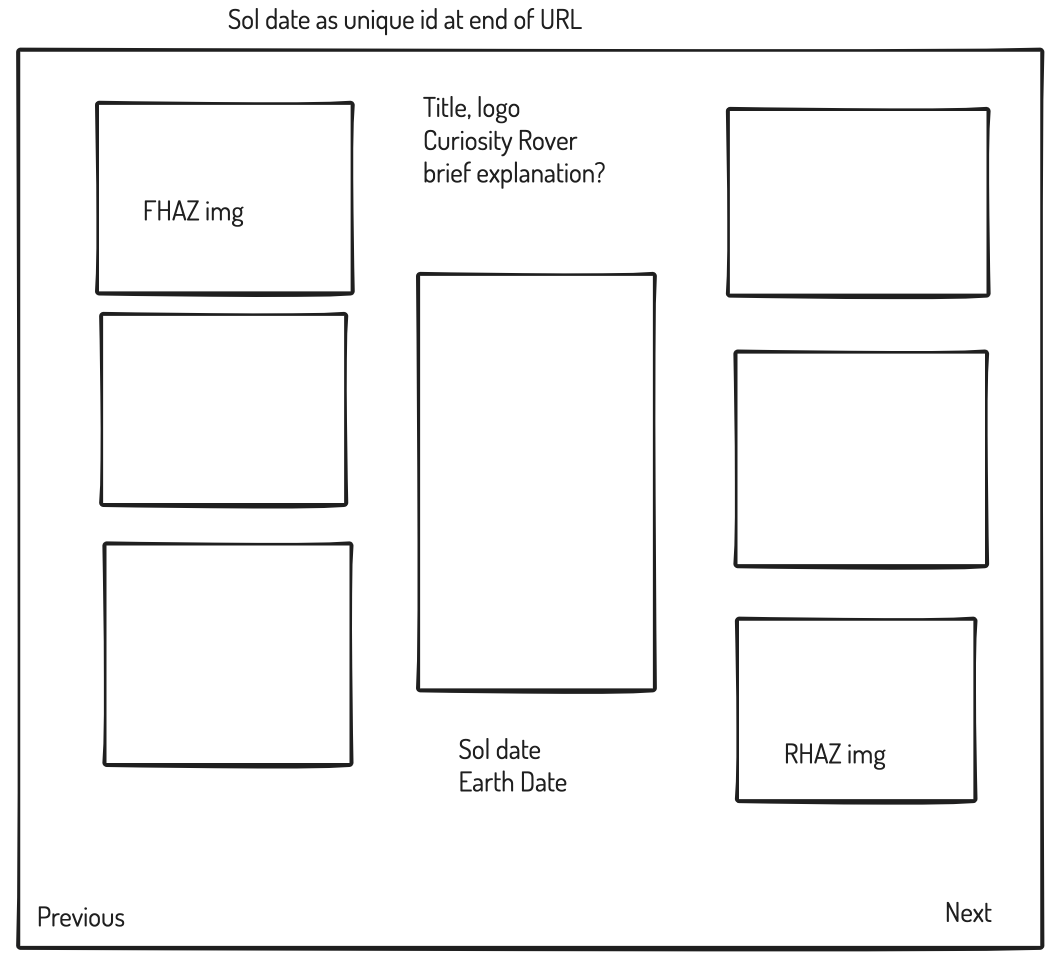 Sol date as unique id at end of URL
Title, logo
Curiosity Rover
brief explanation?
FHAZ img
RHAZ img
Sol date
Earth Date
Previous
Next